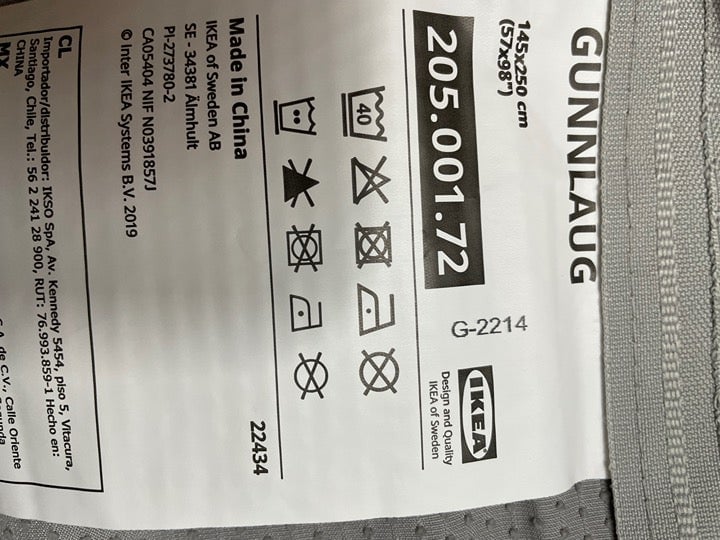 GUNNLAUG
145x250 cm
(57x98")
205.001.72
G-2214
IKEA
Design and Quality
IKEA of Sweden
40
Made in China
IKEA of Sweden AB
SE - 34381 Älmhult
PI-273780-2
CA05404 NIF N0391857J
© Inter IKEA Systems B.V. 2019
22434
CL
Importador/distribuidor: IKSO SpA, Av. Kennedy 5454, piso 5, Vitacura,
Santiago, Chile, Tel.: 56 2 241 28 900, RUT: 76.993.859-1 Hecho en:
CHINA
MX
de C.V., Calle Oriente